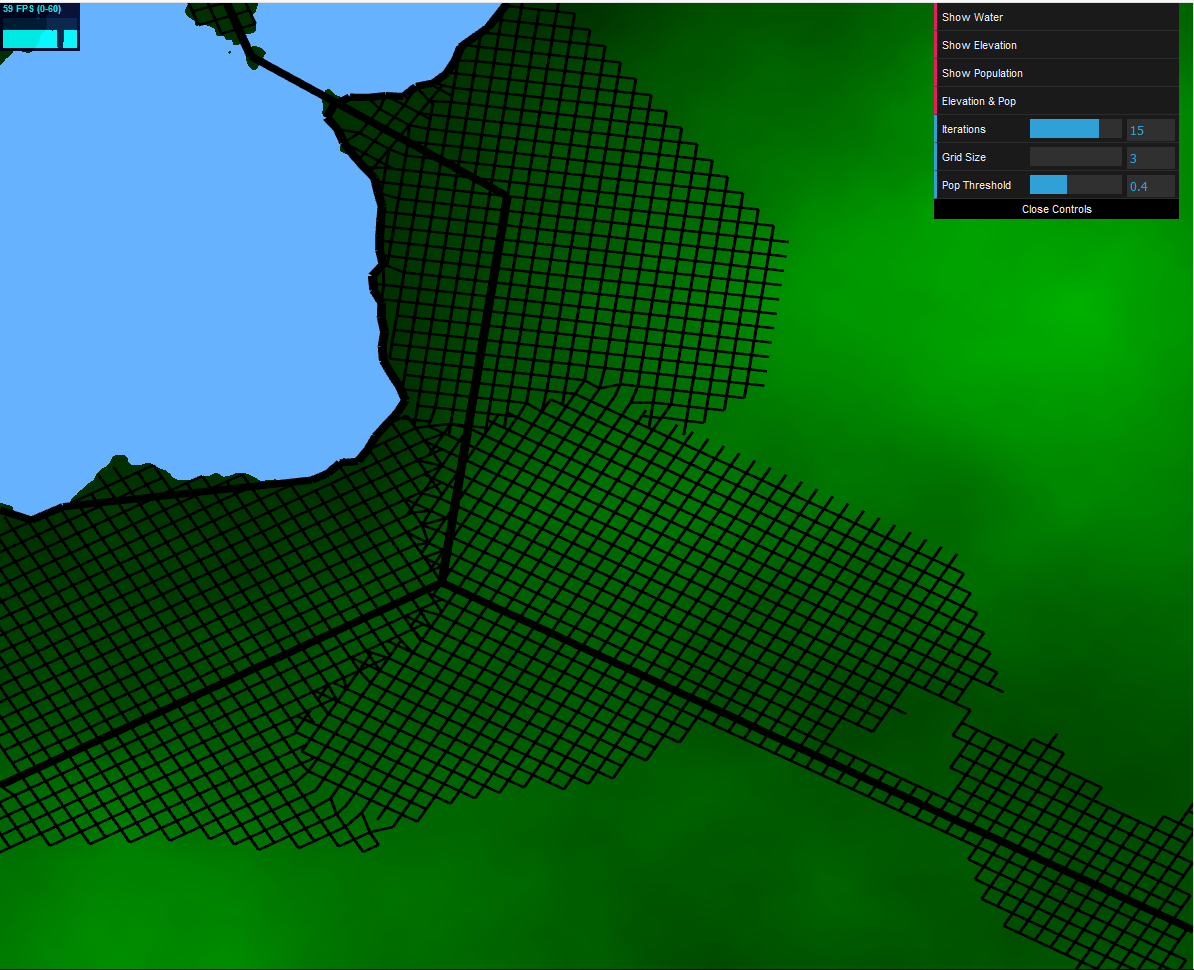 59 FPS (0-60)
Show Water
Show Elevation
Show Population
Elevation & Pop
Iterations 15
Grid Size 3
Pop Threshold 0.4
Close Controls